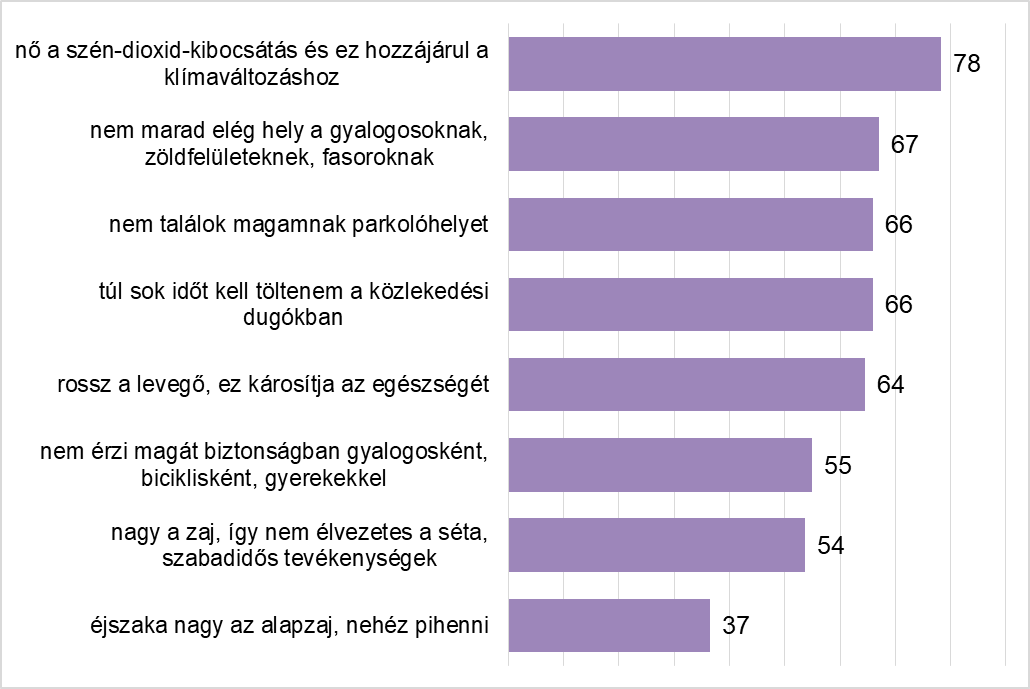 nő a szén-dioxid-kibocsátás és ez hozzájárul a
klímaváltozáshoz
78
nem marad elég hely a gyalogosoknak,
zöldfelületeknek, fasoroknak
67
nem találok magamnak parkolóhelyet
66
túl sok időt kell töltenem a közlekedési
dugókban
66
rossz a levegő, ez károsítja az egészségét
64
nem érzi magát biztonságban gyalogosként,
biciklisként, gyerekekkel
55
nagy a zaj, így nem élvezetes a séta,
szabadidős tevékenységek
54
éjszaka nagy az alapzaj, nehéz pihenni
37